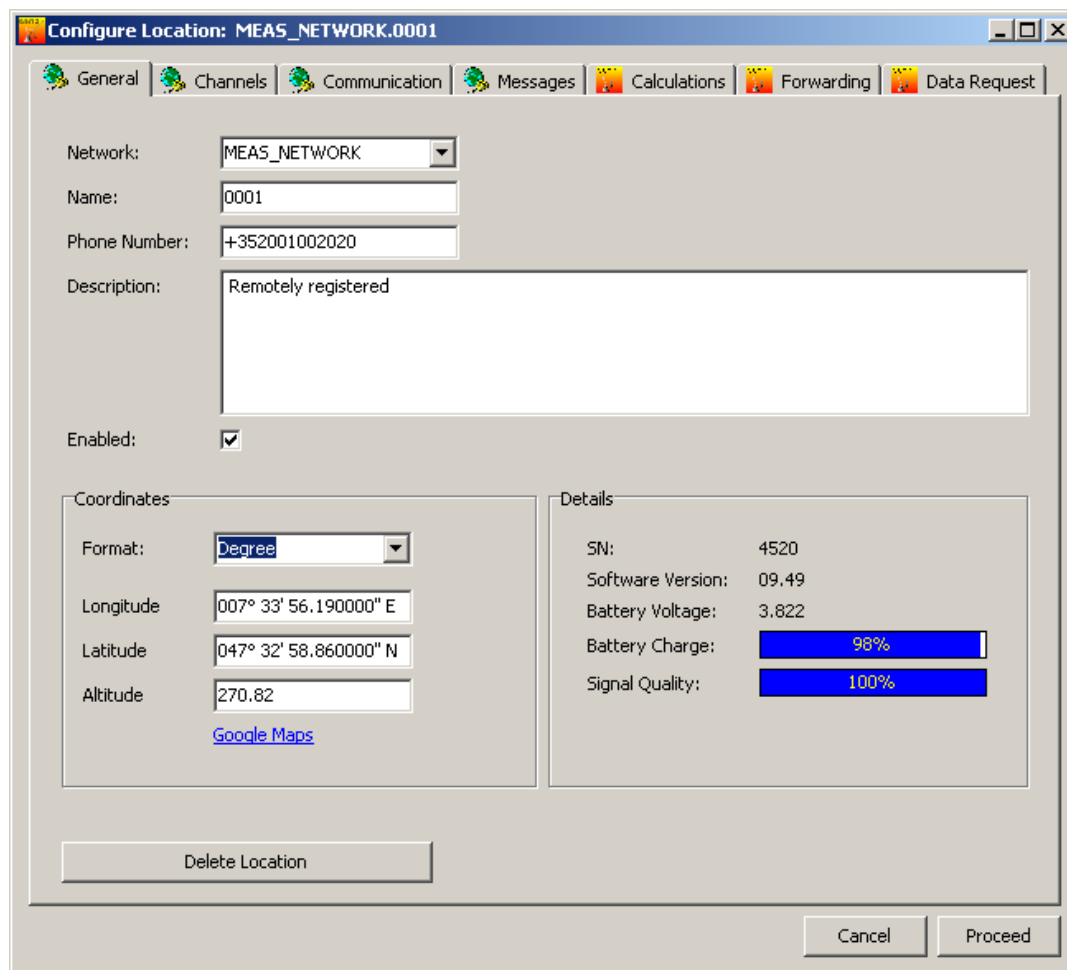 Configure Location: MEAS_NETWORK.0001
General Channels Communication Messages Calculations Forwarding Data Request
Network: MEAS_NETWORK
Name: 0001
Phone Number: +352001002020
Description: Remotely registered
Enabled:
Coordinates
Format: Degree
Longitude 007° 33' 56.190000" E
Latitude 047° 32' 58.860000" N
Altitude 270.82
Google Maps
Details
SN: 4520
Software Version: 09.49
Battery Voltage: 3.822
Battery Charge: 98%
Signal Quality: 100%
Delete Location
Cancel Proceed